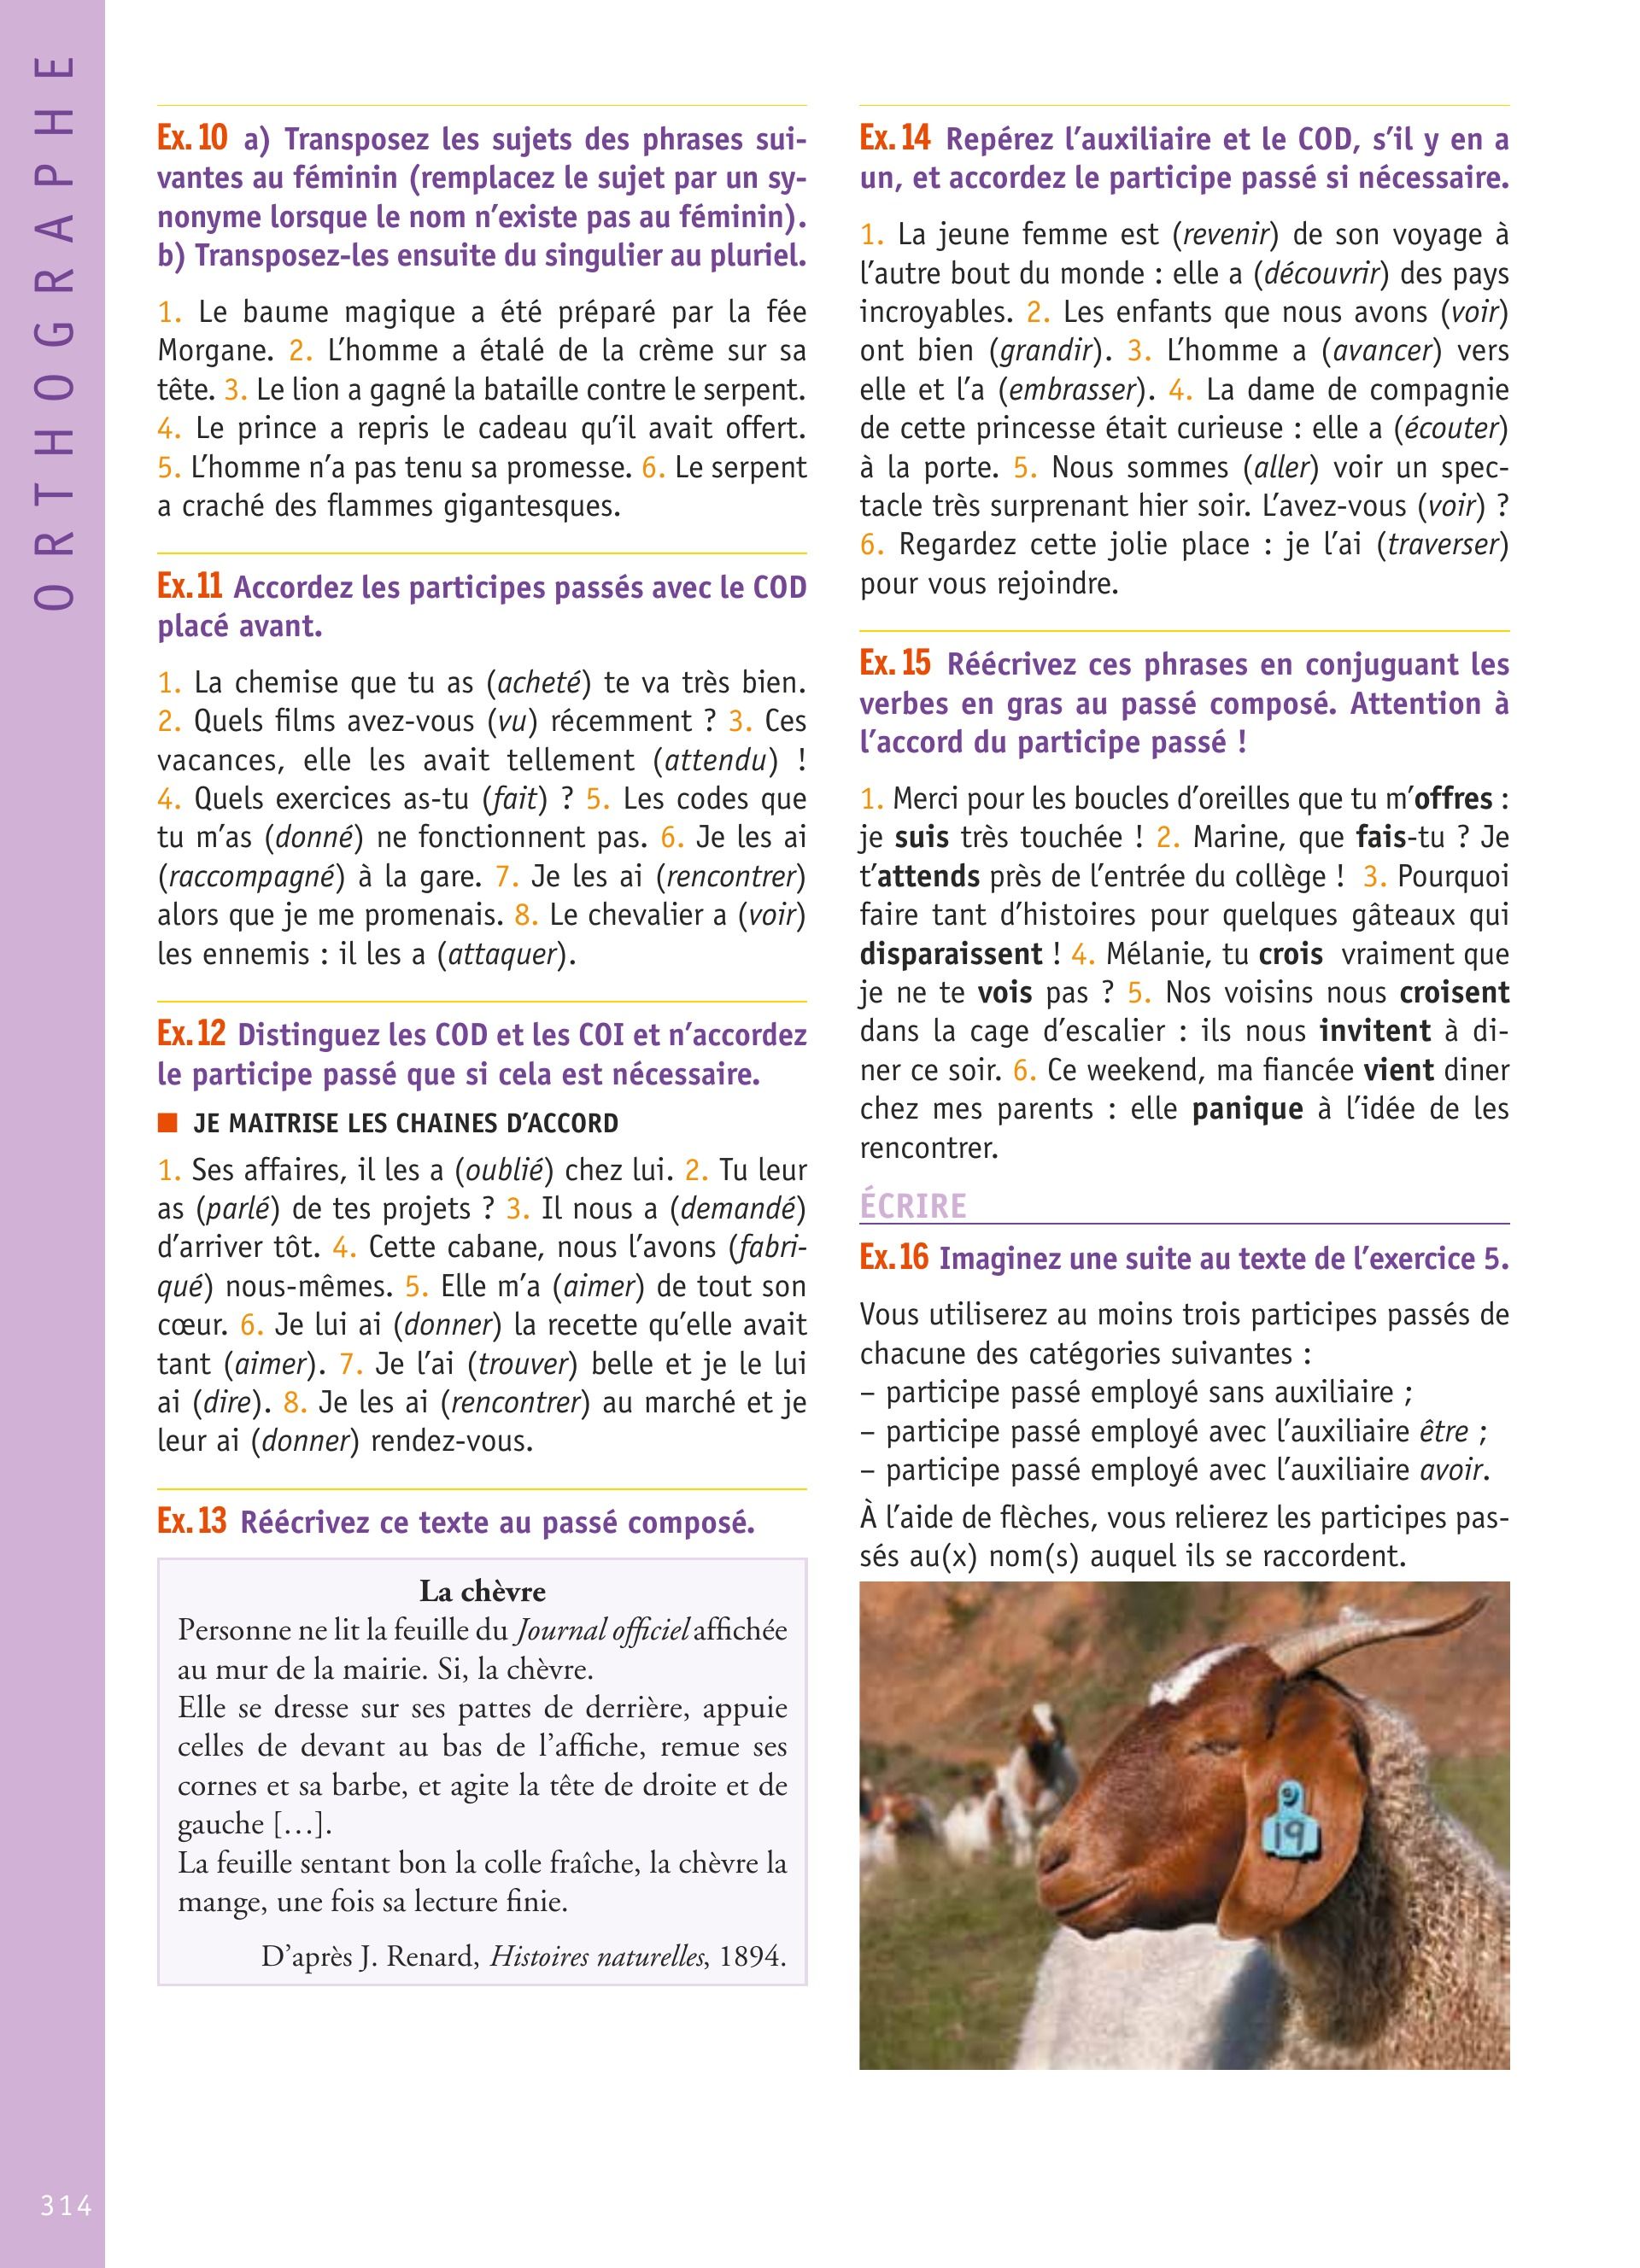 ORTHOGRAPHE
Ex. 10 a) Transposez les sujets des phrases sui-
vantes au féminin (remplacez le sujet par un sy-
nonyme lorsque le nom n'existe pas au féminin).
b) Transposez-les ensuite du singulier au pluriel.
1. Le baume magique a été préparé par la fée
Morgane. 2. L'homme a étalé de la crème sur sa
tête. 3. Le lion a gagné la bataille contre le serpent.
4. Le prince a repris le cadeau qu'il avait offert.
5. L'homme n'a pas tenu sa promesse. 6. Le serpent
a craché des flammes gigantesques.
Ex. 11 Accordez les participes passés avec le COD
placé avant.
1. La chemise que tu as (acheté) te va très bien.
2. Quels films avez-vous (vu) récemment ? 3. Ces
vacances, elle les avait tellement (attendu) !
4. Quels exercices as-tu (fait) ? 5. Les codes que
tu m'as (donné) ne fonctionnent pas. 6. Je les ai
(raccompagné) à la gare. 7. Je les ai (rencontrer)
alors que je me promenais. 8. Le chevalier a (voir)
les ennemis : il les a (attaquer).
Ex. 12 Distinguez les COD et les COI et n'accordez
le participe passé que si cela est nécessaire.
■ JE MAITRISE LES CHAINES D'ACCORD
1. Ses affaires, il les a (oublié) chez lui. 2. Tu leur
as (parlé) de tes projets ? 3. Il nous a (demandé)
d'arriver tôt. 4. Cette cabane, nous l'avons (fabri-
qué) nous-mêmes. 5. Elle m'a (aimer) de tout son
cœur. 6. Je lui ai (donner) la recette qu'elle avait
tant (aimer). 7. Je l'ai (trouver) belle et je le lui
ai (dire). 8. Je les ai (rencontrer) au marché et je
leur ai (donner) rendez-vous.
Ex. 13 Réécrivez ce texte au passé composé.
La chèvre
Personne ne lit la feuille du Journal officiel affichée
au mur de la mairie. Si, la chèvre.
Elle se dresse sur ses pattes de derrière, appuie
celles de devant au bas de l'affiche, remue ses
cornes et sa barbe, et agite la tête de droite et de
gauche […].
La feuille sentant bon la colle fraîche, la chèvre la
mange, une fois sa lecture finie.
D'après J. Renard, Histoires naturelles, 1894.
Ex. 14 Repérez l'auxiliaire et le COD, s'il y en a
un, et accordez le participe passé si nécessaire.
1. La jeune femme est (revenir) de son voyage à
l'autre bout du monde : elle a (découvrir) des pays
incroyables. 2. Les enfants que nous avons (voir)
ont bien (grandir). 3. L'homme a (avancer) vers
elle et l'a (embrasser). 4. La dame de compagnie
de cette princesse était curieuse : elle a (écouter)
à la porte. 5. Nous sommes (aller) voir un spec-
tacle très surprenant hier soir. L'avez-vous (voir) ?
6. Regardez cette jolie place : je l'ai (traverser)
pour vous rejoindre.
Ex. 15 Réécrivez ces phrases en conjuguant les
verbes en gras au passé composé. Attention à
l'accord du participe passé !
1. Merci pour les boucles d'oreilles que tu m'offres :
je suis très touchée ! 2. Marine, que fais-tu ? Je
t'attends près de l'entrée du collège ! 3. Pourquoi
faire tant d'histoires pour quelques gâteaux qui
disparaissent ! 4. Mélanie, tu crois vraiment que
je ne te vois pas ? 5. Nos voisins nous croisent
dans la cage d'escalier : ils nous invitent à di-
ner ce soir. 6. Ce weekend, ma fiancée vient diner
chez mes parents : elle panique à l'idée de les
rencontrer.
ÉCRIRE
Ex. 16 Imaginez une suite au texte de l'exercice 5.
Vous utiliserez au moins trois participes passés de
chacune des catégories suivantes :
– participe passé employé sans auxiliaire ;
– participe passé employé avec l'auxiliaire être ;
– participe passé employé avec l'auxiliaire avoir.
À l'aide de flèches, vous relierez les participes pas-
sés au(x) nom(s) auquel ils se raccordent.
19
314